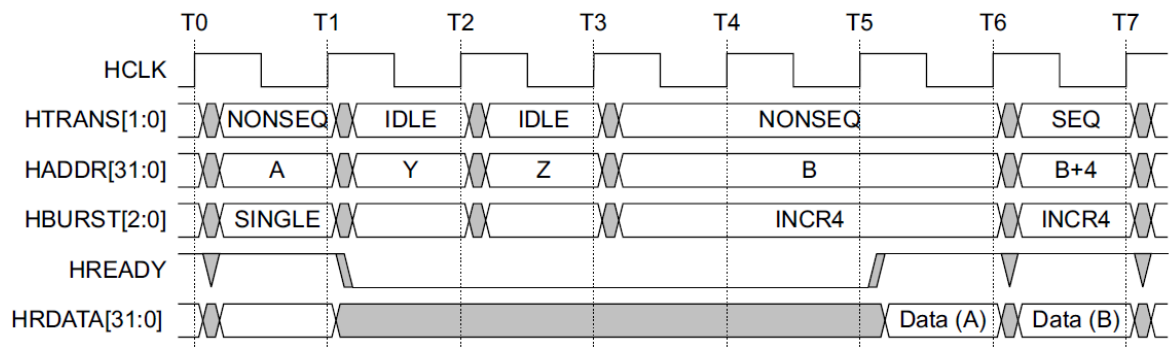 T0 T1 T2 T3 T4 T5 T6 T7
HCLK
HTRANS[1:0] NONSEQ IDLE IDLE NONSEQ SEQ
HADDR[31:0] A Y Z B B+4
HBURST[2:0] SINGLE INCR4 INCR4
HREADY
HRDATA[31:0] Data (A) Data (B)